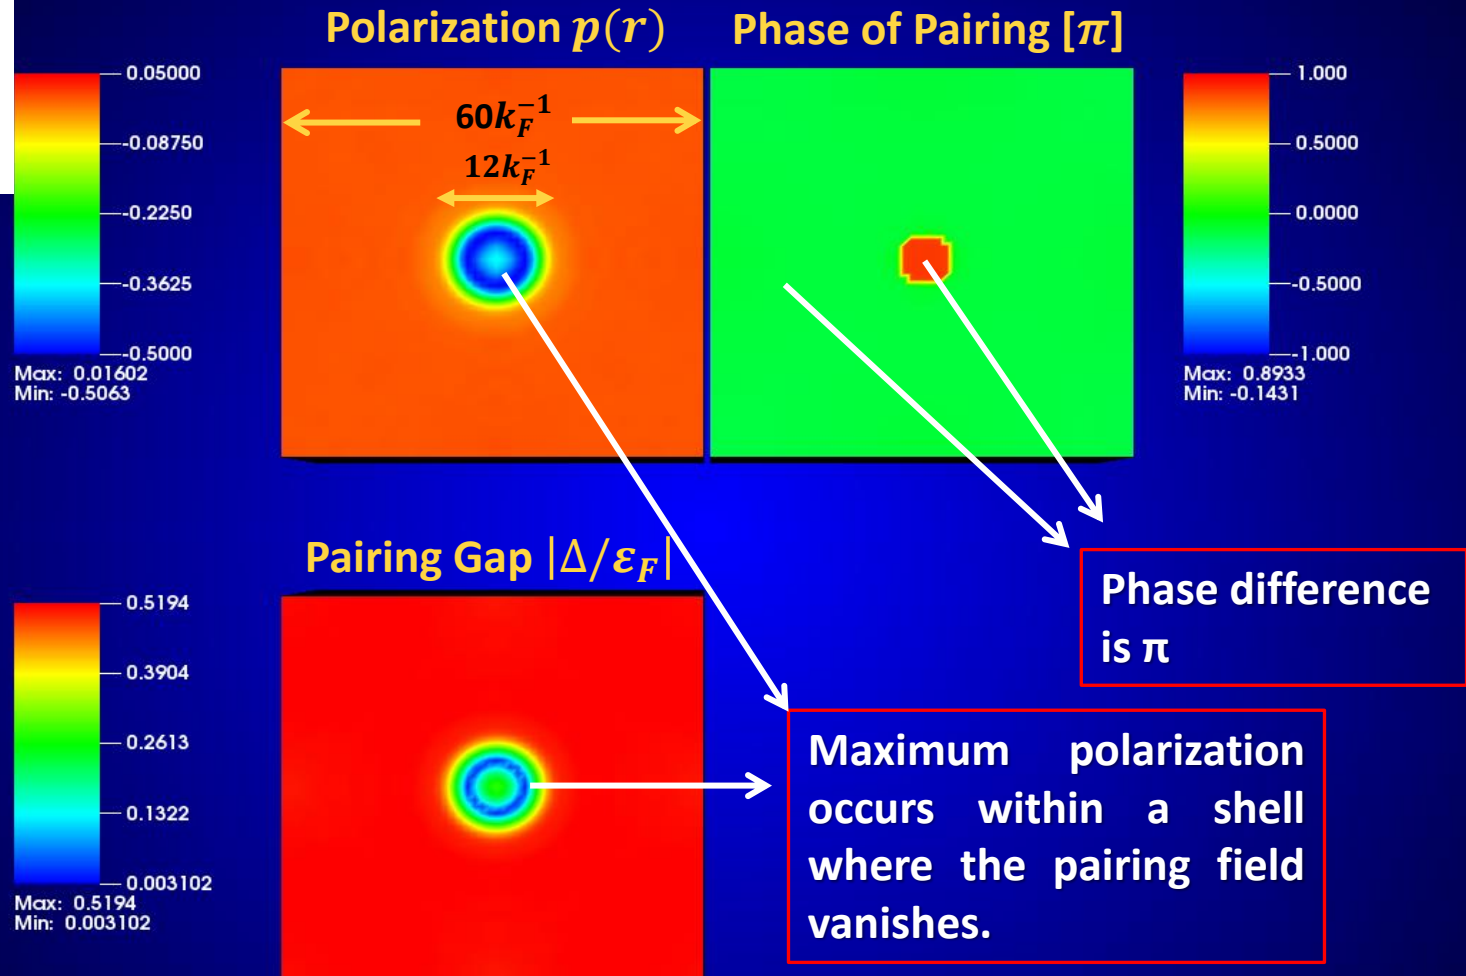 Polarization p(r)
Phase of Pairing [π]
0.05000
-0.08750
-0.2250
-0.3625
-0.5000
Max: 0.01602
Min: -0.5063
60k_F^{-1}
12k_F^{-1}
1.000
0.5000
0.0000
-0.5000
-1.000
Max: 0.8933
Min: -0.1431
Phase difference
is π
Pairing Gap |Δ/ε_F|
0.5194
0.3904
0.2613
0.1322
0.003102
Max: 0.5194
Min: 0.003102
Maximum polarization
occurs within a shell
where the pairing field
vanishes.